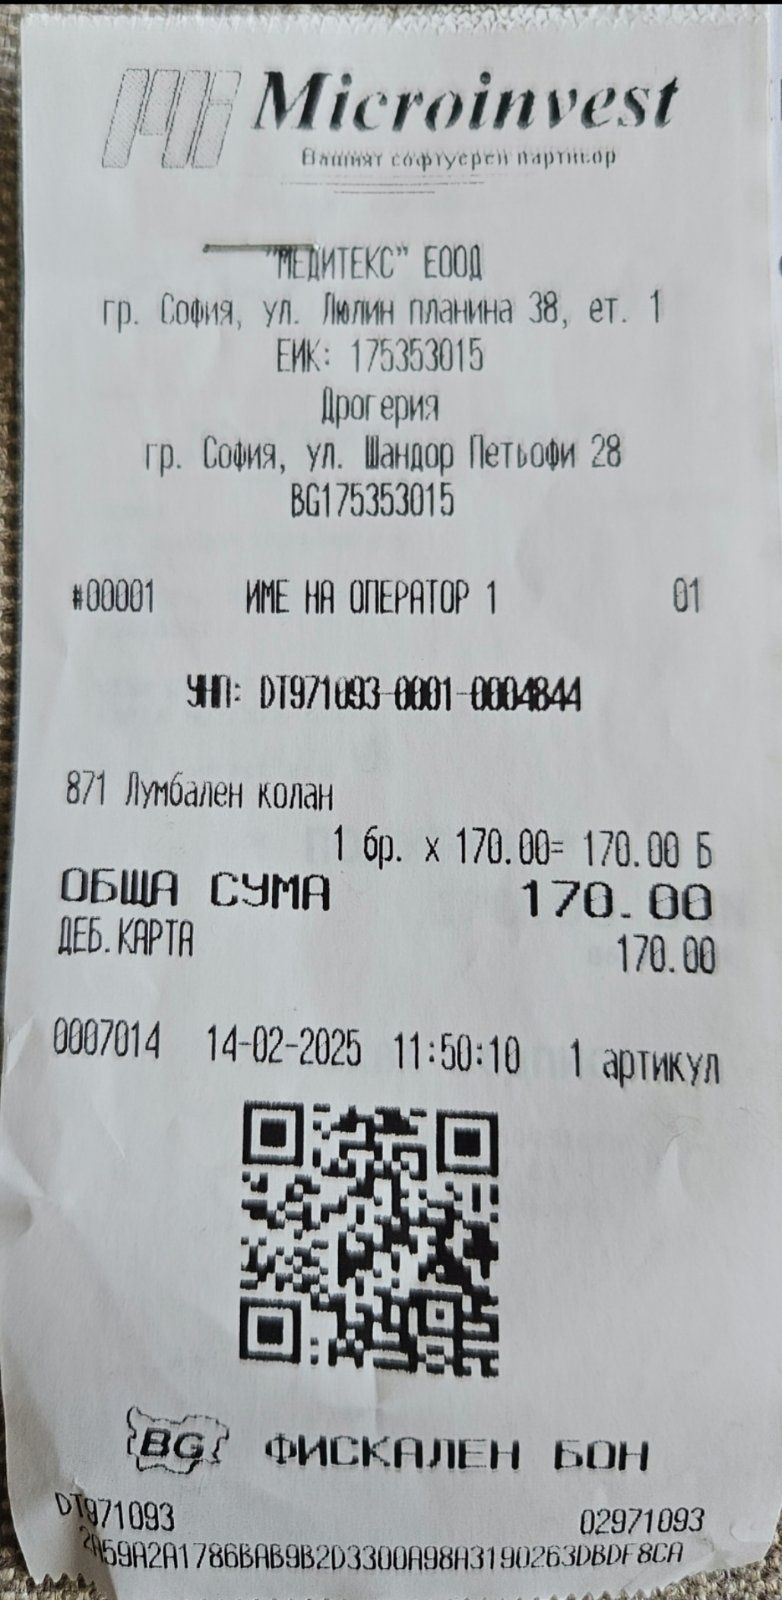 Microinvest
Вашият софтуерен партньор
"МЕДИТЕКС" ЕООД
гр. София, ул. Люлин планина 38, ет. 1
ЕИК: 175353015
Дрогерия
гр. София, ул. Шандор Петьофи 28
BG175353015
#00001 ИМЕ НА ОПЕРАТОР 1 01
УНП: DT971093-0001-0004844
871 Лумбален колан
1 бр. x 170.00= 170.00 Б
ОБЩА СУМА 170.00
ДЕБ.КАРТА 170.00
0007014 14-02-2025 11:50:10 1 артикул
BG ФИСКАЛЕН БОН
DT971093 02971093
2A59A2A1786BAB9B2D3300A98A3190263DBDF8CA